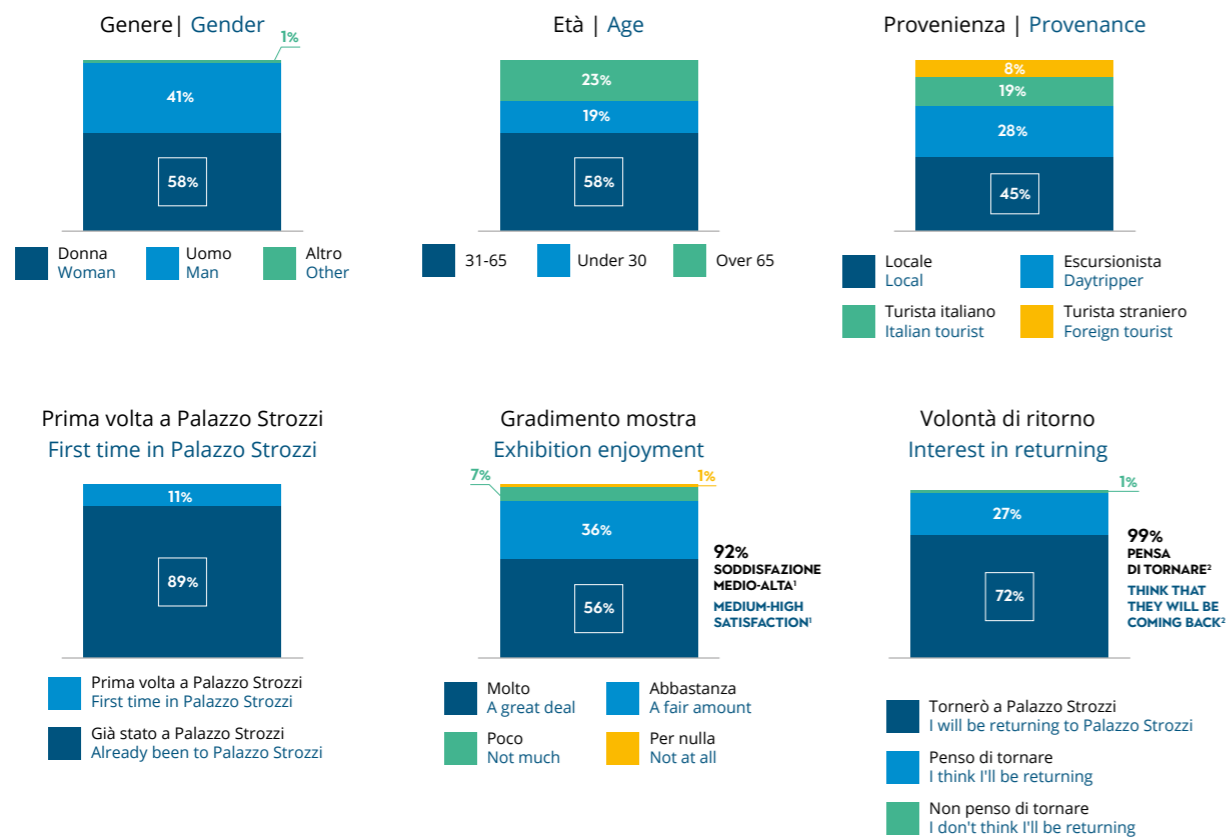 Genere| Gender
1%
41%
58%
Donna
Woman
Uomo
Man
Altro
Other
Età | Age
23%
19%
58%
31-65
Under 30
Over 65
Provenienza | Provenance
8%
19%
28%
45%
Locale
Local
Escursionista
Daytripper
Turista italiano
Italian tourist
Turista straniero
Foreign tourist
Prima volta a Palazzo Strozzi
First time in Palazzo Strozzi
11%
89%
Prima volta a Palazzo Strozzi
First time in Palazzo Strozzi
Già stato a Palazzo Strozzi
Already been to Palazzo Strozzi
Gradimento mostra
Exhibition enjoyment
7%
1%
36%
56%
92%
SODDISFAZIONE
MEDIO-ALTA¹
MEDIUM-HIGH
SATISFACTION¹
Molto
A great deal
Abbastanza
A fair amount
Poco
Not much
Per nulla
Not at all
Volontà di ritorno
Interest in returning
1%
27%
72%
99%
PENSA
DI TORNARE²
THINK THAT
THEY WILL BE
COMING BACK²
Tornerò a Palazzo Strozzi
I will be returning to Palazzo Strozzi
Penso di tornare
I think I'll be returning
Non penso di tornare
I don't think I'll be returning